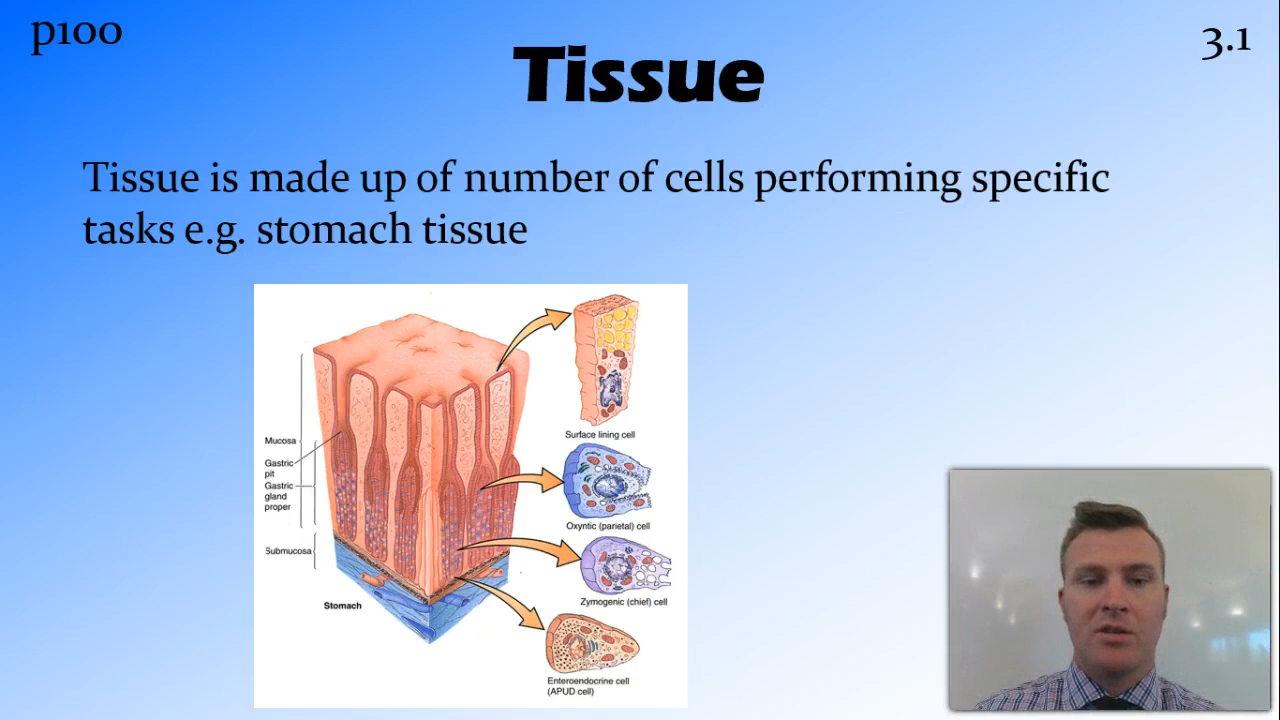 p100
3.1
Tissue
Tissue is made up of number of cells performing specific
tasks e.g. stomach tissue
Mucosa
Gastric
pit
Gastric
gland
proper
Submucosa
Stomach
Surface lining cell
Oxyntic (parietal) cell
Zymogenic (chief) cell
Enteroendocrine cell
(APUD cell)